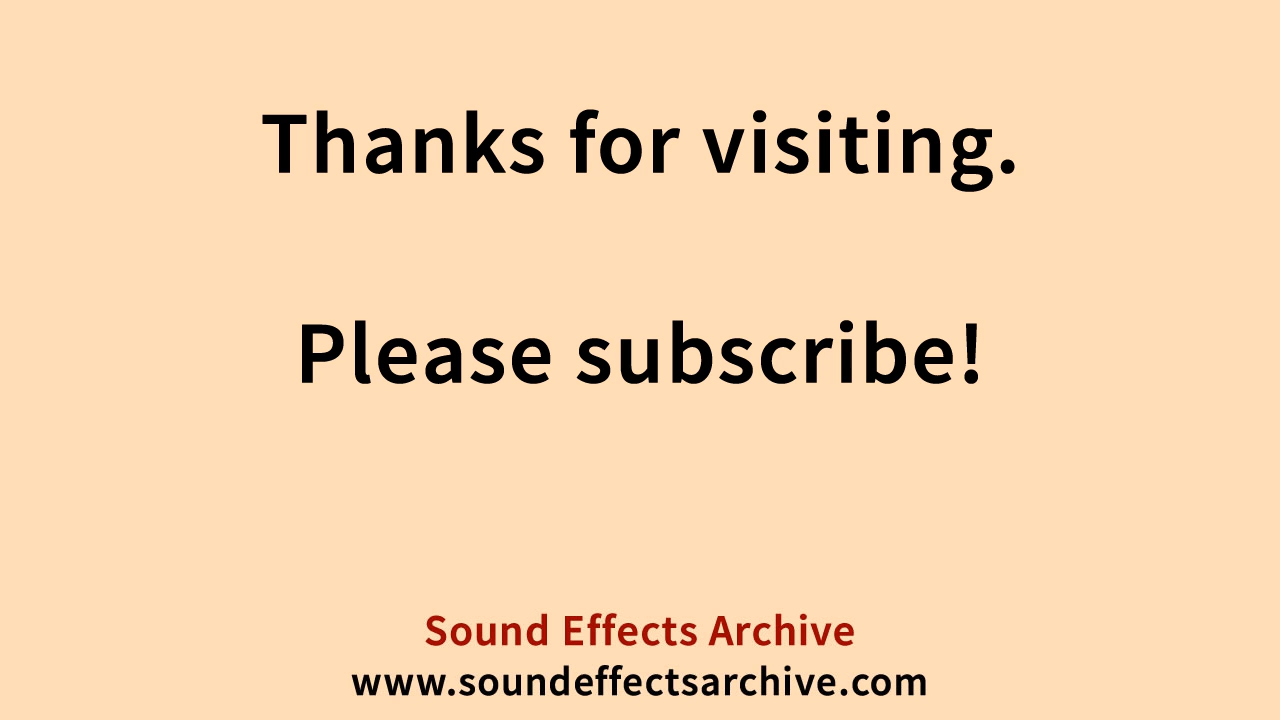 Thanks for visiting.
Please subscribe!
Sound Effects Archive
www.soundeffectsarchive.com